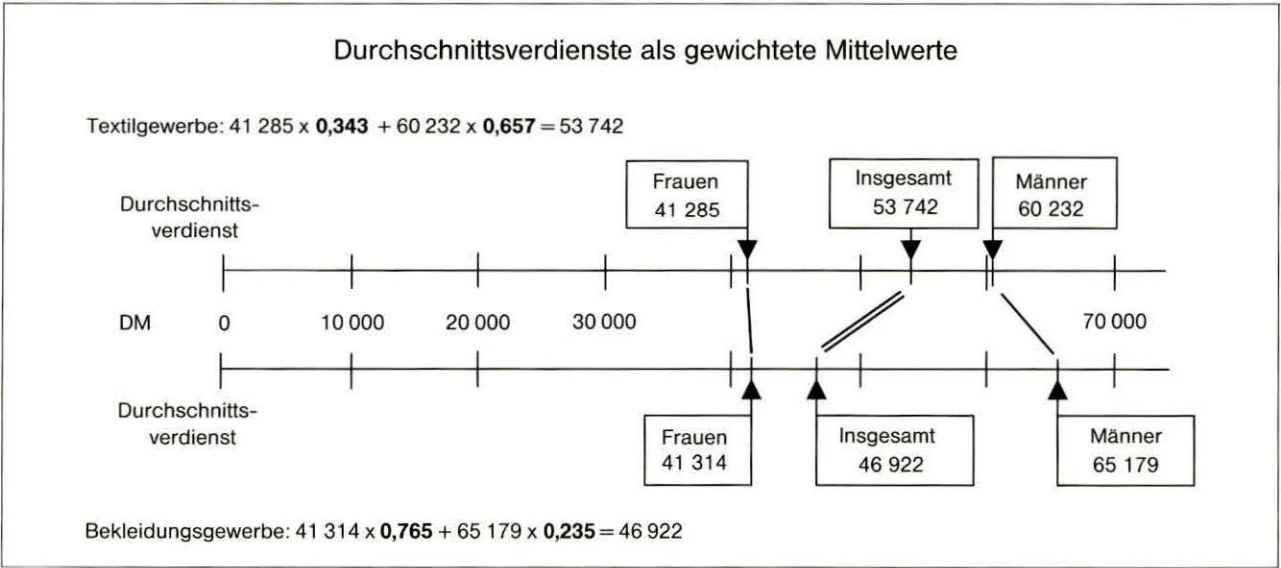 Durchschnittsverdienste als gewichtete Mittelwerte
Textilgewerbe: 41 285 x 0,343 + 60 232 x 0,657 = 53 742
Frauen
41 285
Insgesamt
53 742
Männer
60 232
Durchschnitts-
verdienst
DM 0 10 000 20 000 30 000 70 000
Durchschnitts-
verdienst
Frauen
41 314
Insgesamt
46 922
Männer
65 179
Bekleidungsgewerbe: 41 314 x 0,765 + 65 179 x 0,235 = 46 922